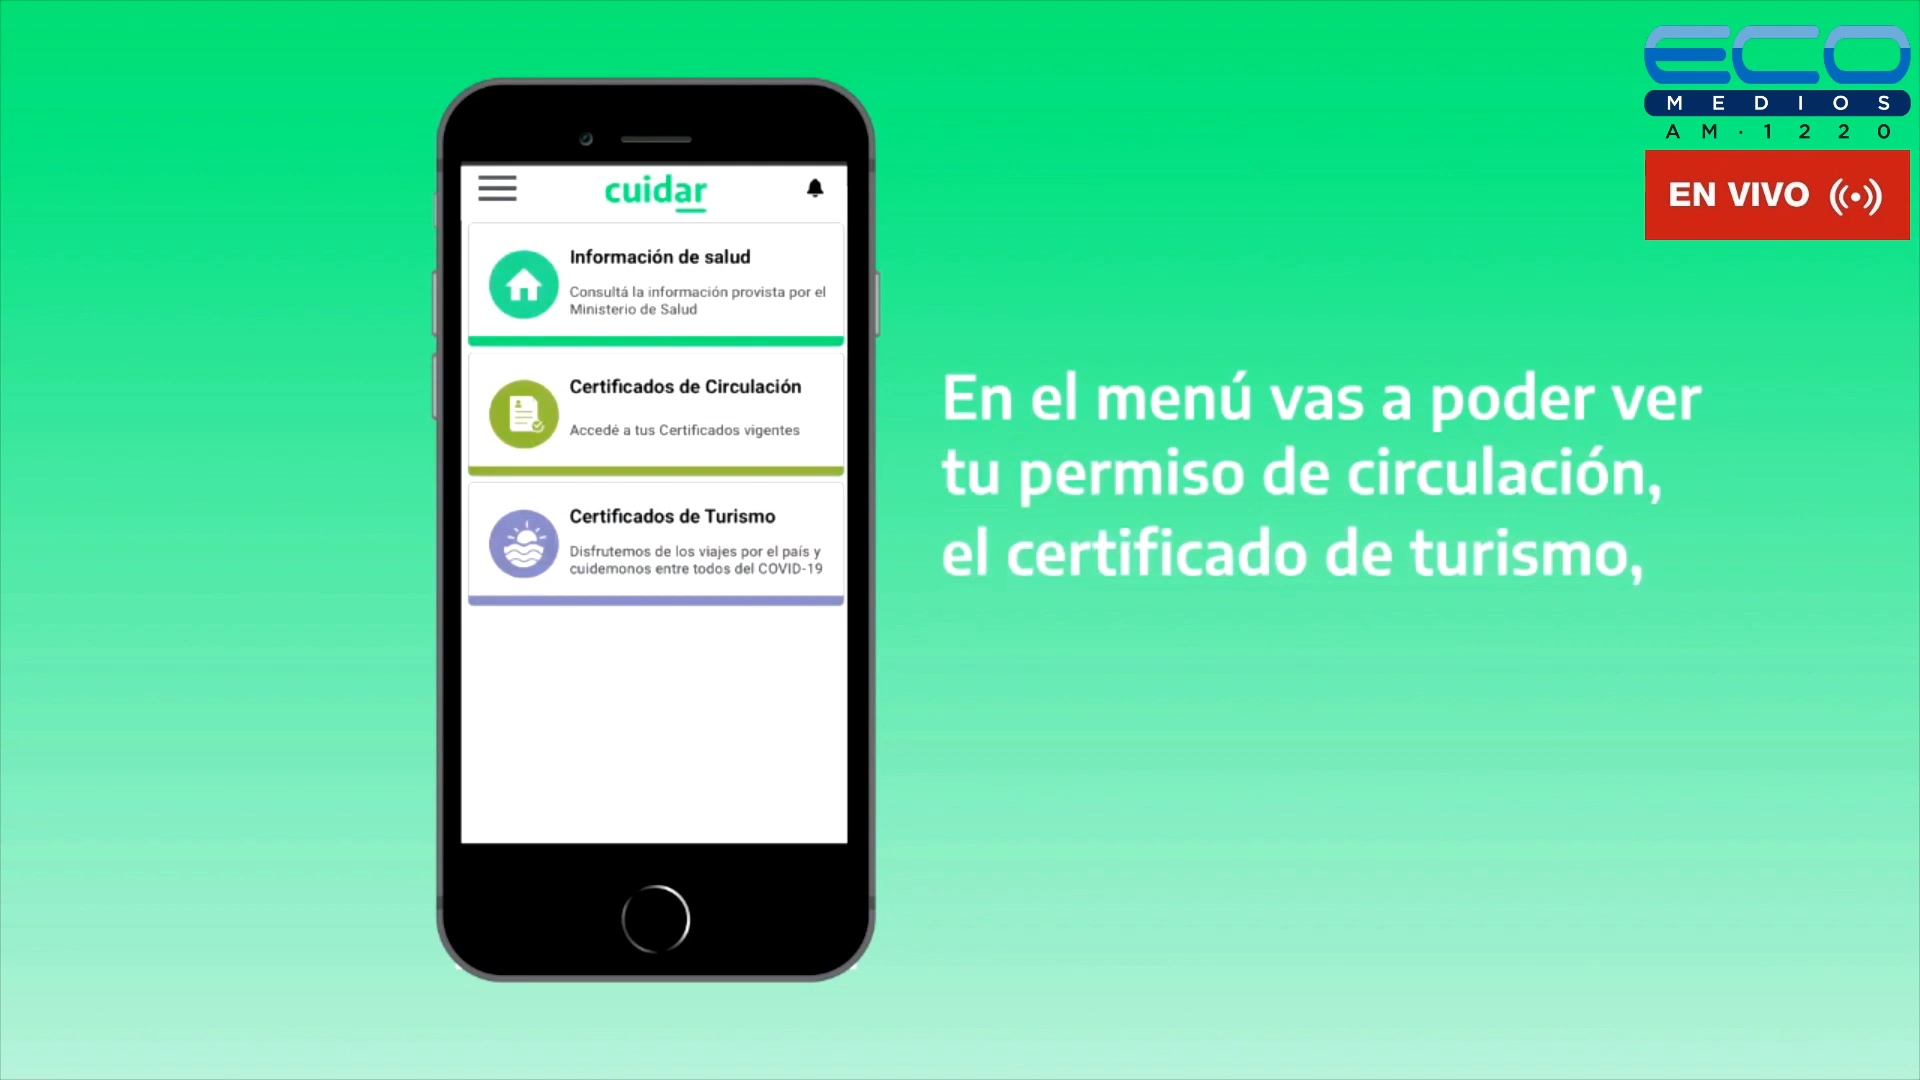 ECO
MEDIOS
AM·1220
EN VIVO
cuidar
Información de salud
Consultá la información provista por el
Ministerio de Salud
Certificados de Circulación
Accedé a tus Certificados vigentes
Certificados de Turismo
Disfrutemos de los viajes por el país y
cuidemonos entre todos del COVID-19
En el menú vas a poder ver
tu permiso de circulación,
el certificado de turismo,